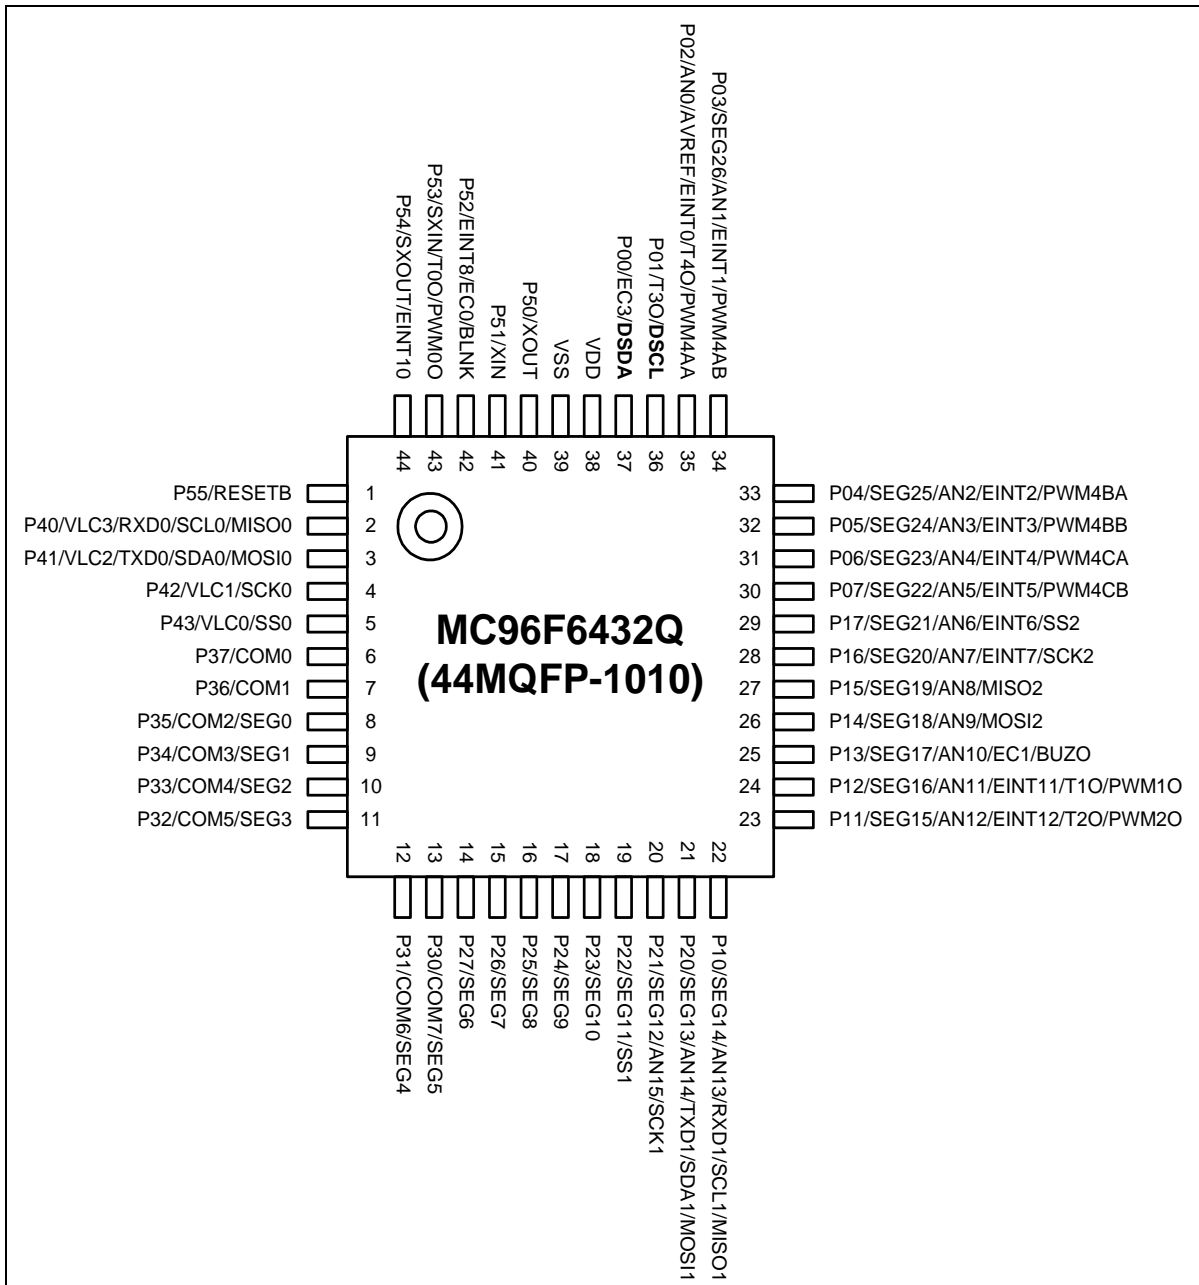 P54/SXOUT/EINT10
P53/SXIN/T0O/PWM0O
P52/EINT8/EC0/BLNK
P51/XIN
P50/XOUT
VSS
VDD
P00/EC3/DSDA
P01/T3O/DSCL
P02/AN0/AVREF/EINT0/T4O/PWM4AA
P03/SEG26/AN1/EINT1/PWM4AB
44
43
42
41
40
39
38
37
36
35
34
P55/RESETB 1
P40/VLC3/RXD0/SCL0/MISO0 2
P41/VLC2/TXD0/SDA0/MOSI0 3
P42/VLC1/SCK0 4
P43/VLC0/SS0 5
P37/COM0 6
P36/COM1 7
P35/COM2/SEG0 8
P34/COM3/SEG1 9
P33/COM4/SEG2 10
P32/COM5/SEG3 11
MC96F6432Q
(44MQFP-1010)
33 P04/SEG25/AN2/EINT2/PWM4BA
32 P05/SEG24/AN3/EINT3/PWM4BB
31 P06/SEG23/AN4/EINT4/PWM4CA
30 P07/SEG22/AN5/EINT5/PWM4CB
29 P17/SEG21/AN6/EINT6/SS2
28 P16/SEG20/AN7/EINT7/SCK2
27 P15/SEG19/AN8/MISO2
26 P14/SEG18/AN9/MOSI2
25 P13/SEG17/AN10/EC1/BUZO
24 P12/SEG16/AN11/EINT11/T1O/PWM1O
23 P11/SEG15/AN12/EINT12/T2O/PWM2O
12
13
14
15
16
17
18
19
20
21
22
P31/COM6/SEG4
P30/COM7/SEG5
P27/SEG6
P26/SEG7
P25/SEG8
P24/SEG9
P23/SEG10
P22/SEG11/SS1
P21/SEG12/AN15/SCK1
P20/SEG13/AN14/TXD1/SDA1/MOSI1
P10/SEG14/AN13/RXD1/SCL1/MISO1